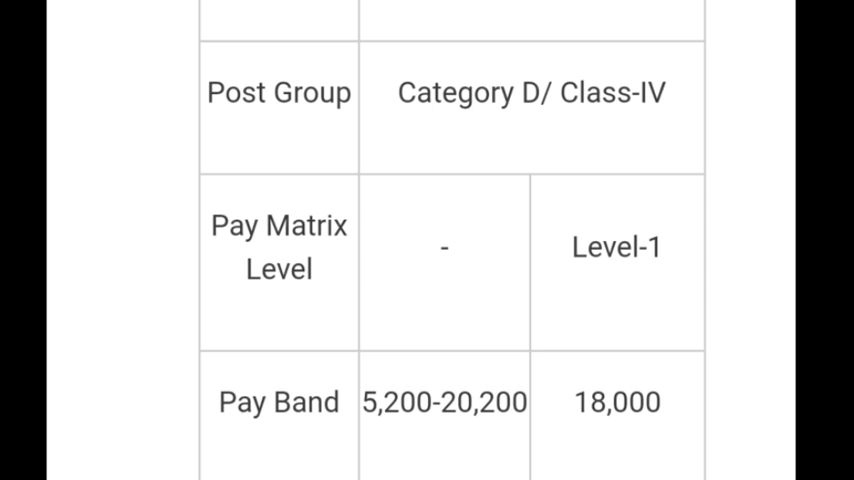 Post Group
Category D/ Class-IV
Pay Matrix
Level
-
Level-1
Pay Band
5,200-20,200
18,000